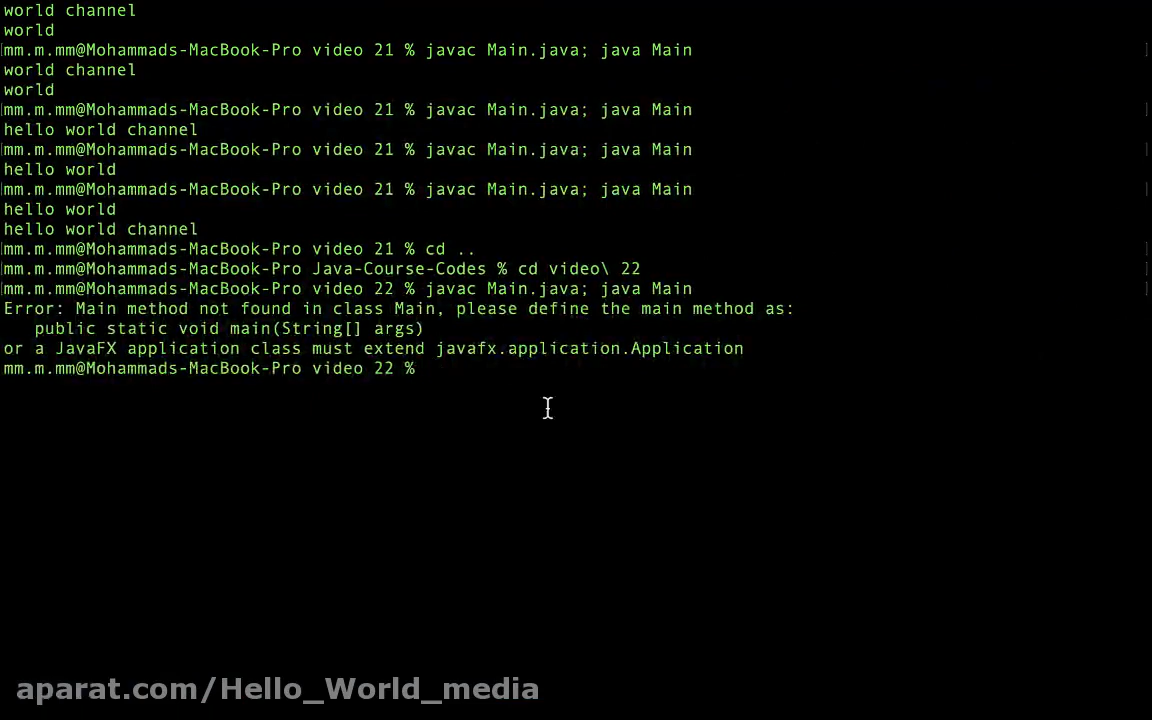 world channel
world
mm.m.mm@Mohammads-MacBook-Pro video 21 % javac Main.java; java Main
world channel
world
mm.m.mm@Mohammads-MacBook-Pro video 21 % javac Main.java; java Main
hello world channel
mm.m.mm@Mohammads-MacBook-Pro video 21 % javac Main.java; java Main
hello world
mm.m.mm@Mohammads-MacBook-Pro video 21 % javac Main.java; java Main
hello world
hello world channel
mm.m.mm@Mohammads-MacBook-Pro video 21 % cd ..
mm.m.mm@Mohammads-MacBook-Pro Java-Course-Codes % cd video\ 22
mm.m.mm@Mohammads-MacBook-Pro video 22 % javac Main.java; java Main
Error: Main method not found in class Main, please define the main method as:
   public static void main(String[] args)
or a JavaFX application class must extend javafx.application.Application
mm.m.mm@Mohammads-MacBook-Pro video 22 %
aparat.com/Hello_World_media